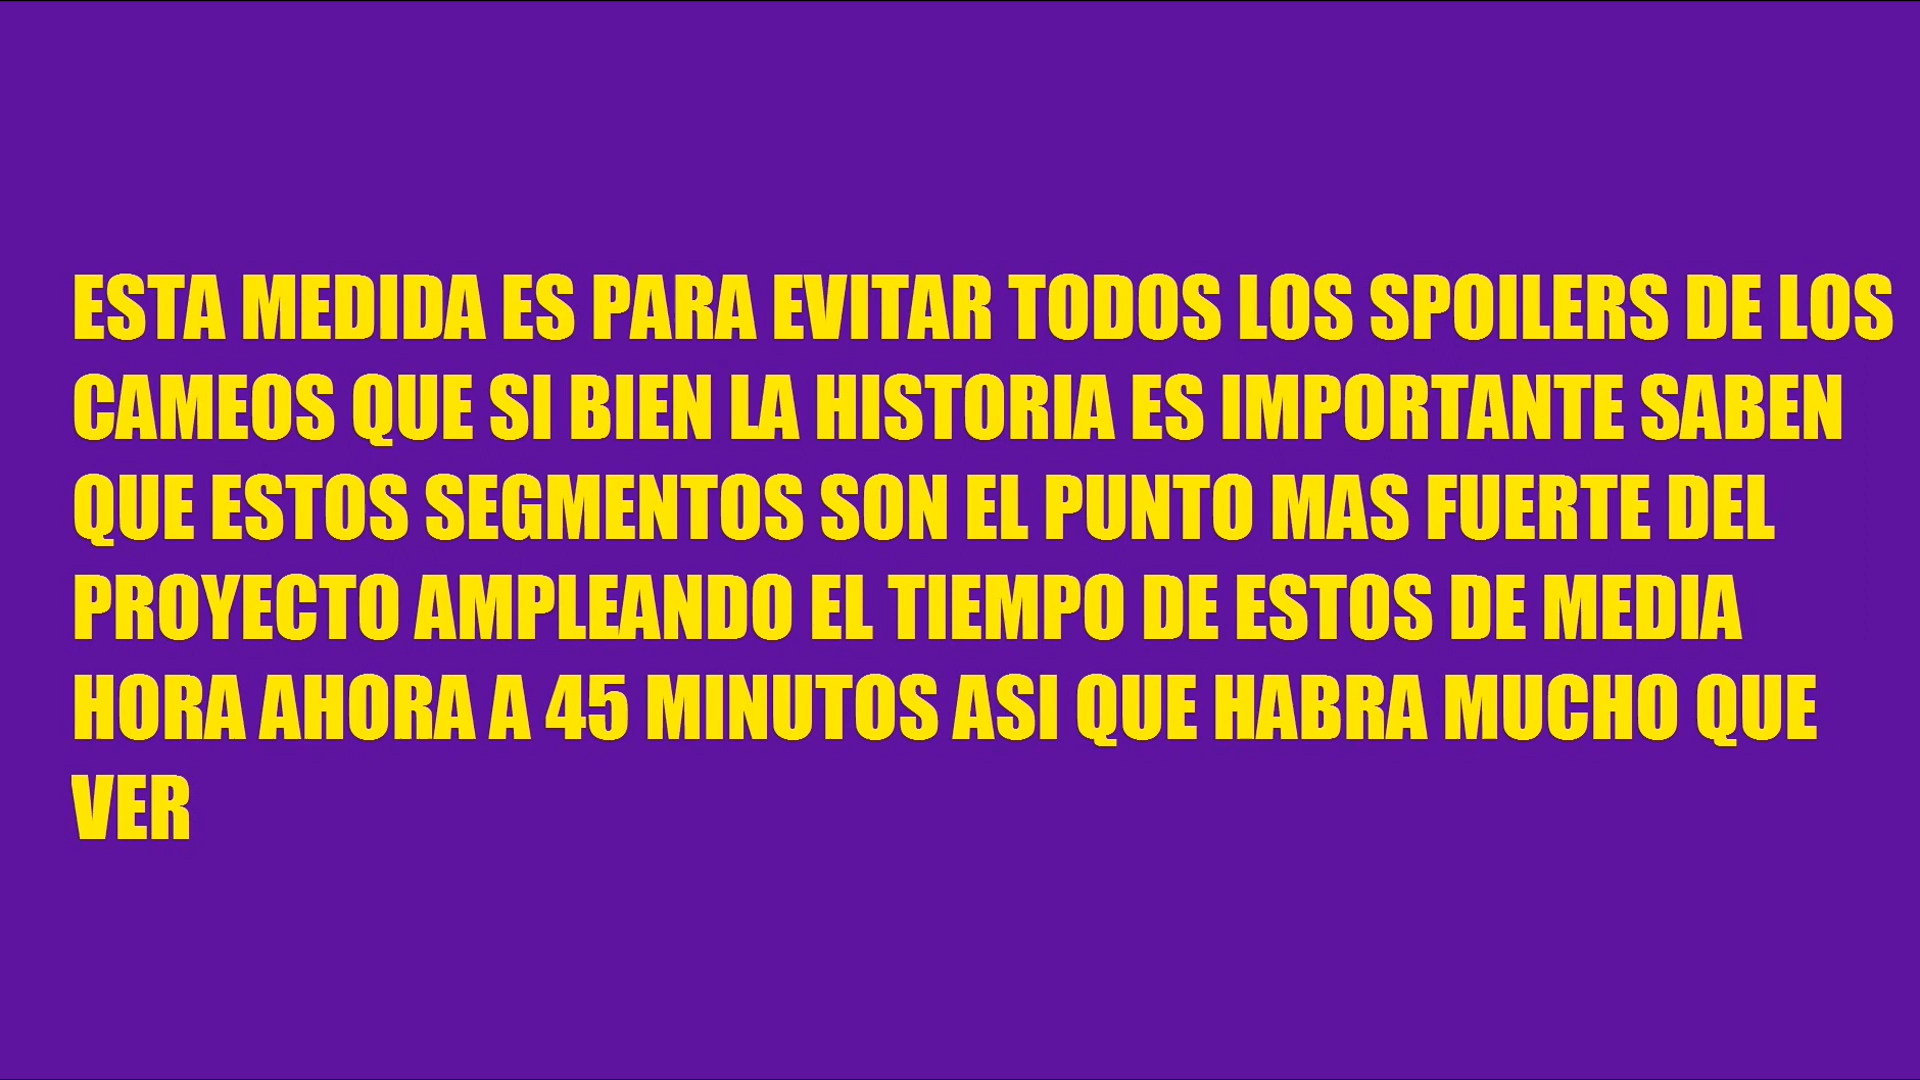 ESTA MEDIDA ES PARA EVITAR TODOS LOS SPOILERS DE LOS
CAMEOS QUE SI BIEN LA HISTORIA ES IMPORTANTE SABEN
QUE ESTOS SEGMENTOS SON EL PUNTO MAS FUERTE DEL
PROYECTO AMPLEANDO EL TIEMPO DE ESTOS DE MEDIA
HORA AHORA A 45 MINUTOS ASI QUE HABRA MUCHO QUE
VER